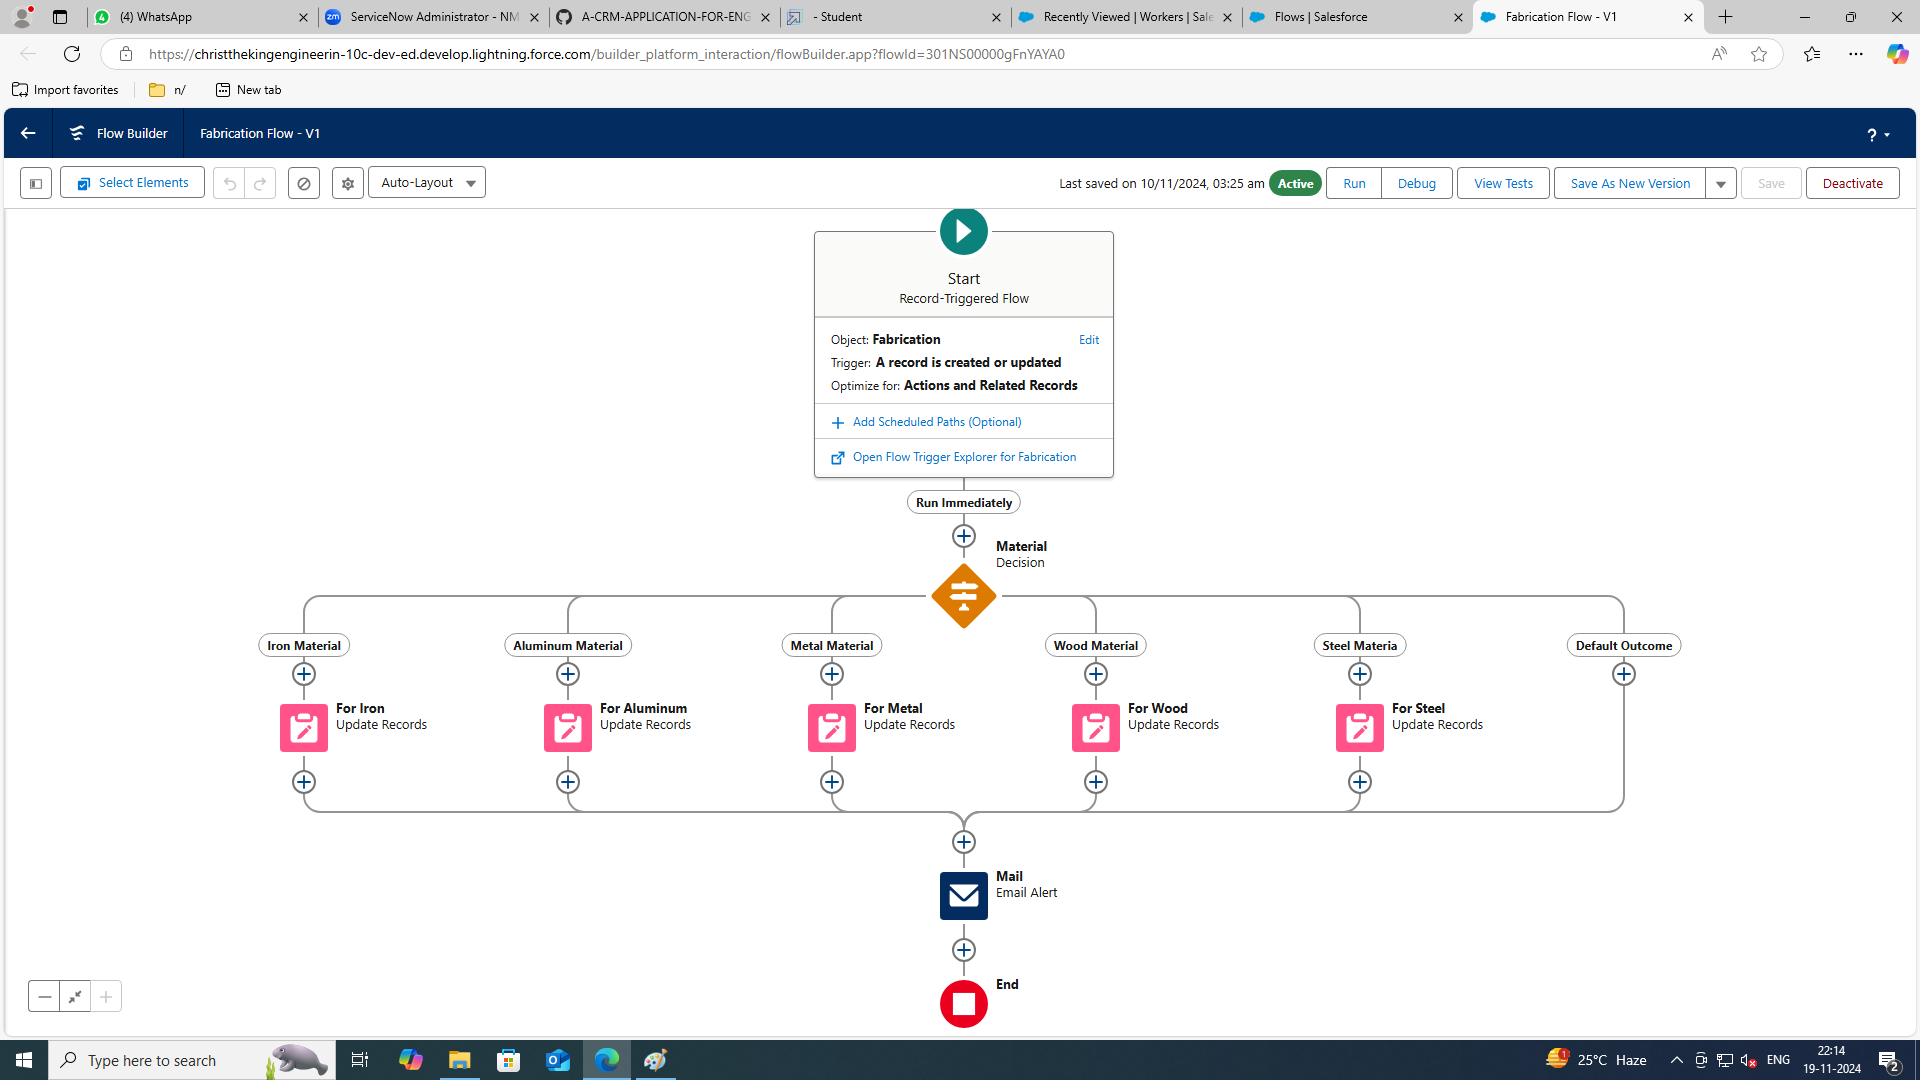 (4) WhatsApp
ServiceNow Administrator - NM
A-CRM-APPLICATION-FOR-ENG
- Student
Recently Viewed | Workers | Sale
Flows | Salesforce
Fabrication Flow - V1
https://christthekingengineerin-10c-dev-ed.develop.lightning.force.com/builder_platform_interaction/flowBuilder.app?flowId=301NS00000gFnYAYA0
Import favorites
n/
New tab
Flow Builder
Fabrication Flow - V1
?
Select Elements
Auto-Layout
Last saved on 10/11/2024, 03:25 am
Active
Run
Debug
View Tests
Save As New Version
Save
Deactivate
Start
Record-Triggered Flow
Object: Fabrication
Edit
Trigger: A record is created or updated
Optimize for: Actions and Related Records
Add Scheduled Paths (Optional)
Open Flow Trigger Explorer for Fabrication
Run Immediately
Material
Decision
Iron Material
Aluminum Material
Metal Material
Wood Material
Steel Materia
Default Outcome
For Iron
Update Records
For Aluminum
Update Records
For Metal
Update Records
For Wood
Update Records
For Steel
Update Records
Mail
Email Alert
End
Type here to search
1
25°C Haze
ENG
22:14
19-11-2024
2